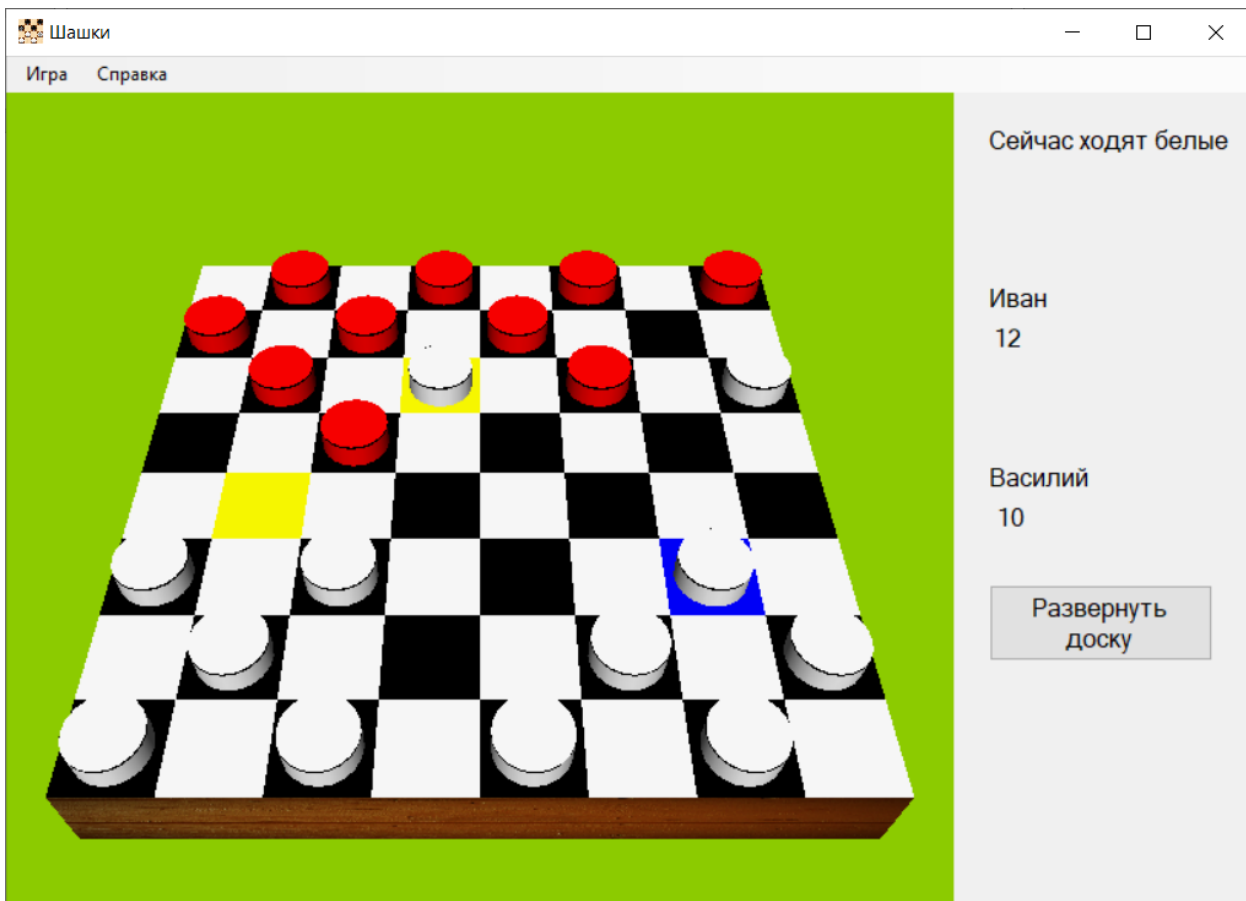 Шашки
Игра Справка
Сейчас ходят белые
Иван
12
Василий
10
Развернуть
доску